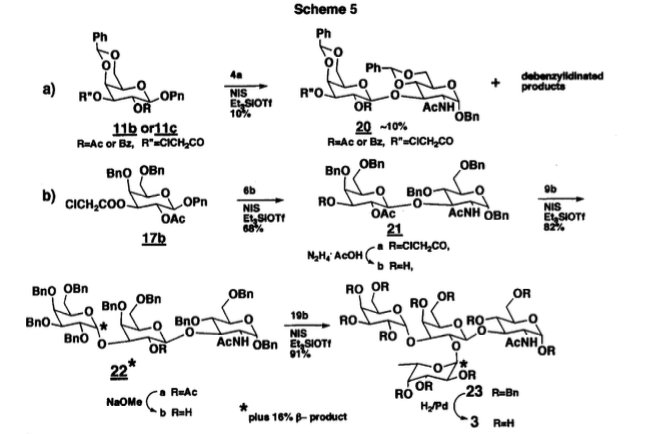 Scheme 5
a)
Ph
O
O
O
R"O
OPn
OR
11b or 11c
R=Ac or Bz, R"=ClCH₂CO
4a
NIS
Et₃SiOTf
10%
Ph
O
O
O
R"O
OR
Ph
O
O
O
O
AcNH
OBn
20 ~10%
R=Ac or Bz, R"=ClCH₂CO
+
debenzylidinated
products
b)
BnO OBn
O
ClCH₂COO
OPn
OAc
17b
6b
NIS
Et₃SiOTf
68%
BnO OBn
O
RO
OAc
OBn
BnO
O
O
AcNH OBn
21
a R=ClCH₂CO,
N₂H₄·AcOH
b R=H,
9b
NIS
Et₃SiOTf
82%
BnO OBn
O
BnO
BnO
*
O
BnO OBn
O
OR
OBn
BnO
O
O
AcNH OBn
22*
a R=Ac
NaOMe
b R=H
* plus 16% β- product
19b
NIS
Et₃SiOTf
91%
RO OR
O
RO
RO
O
RO OR
O
O
OR
RO
O
O
AcNH OR
*
O
OR
OR
RO
23 R=Bn
H₂/Pd
3 R=H